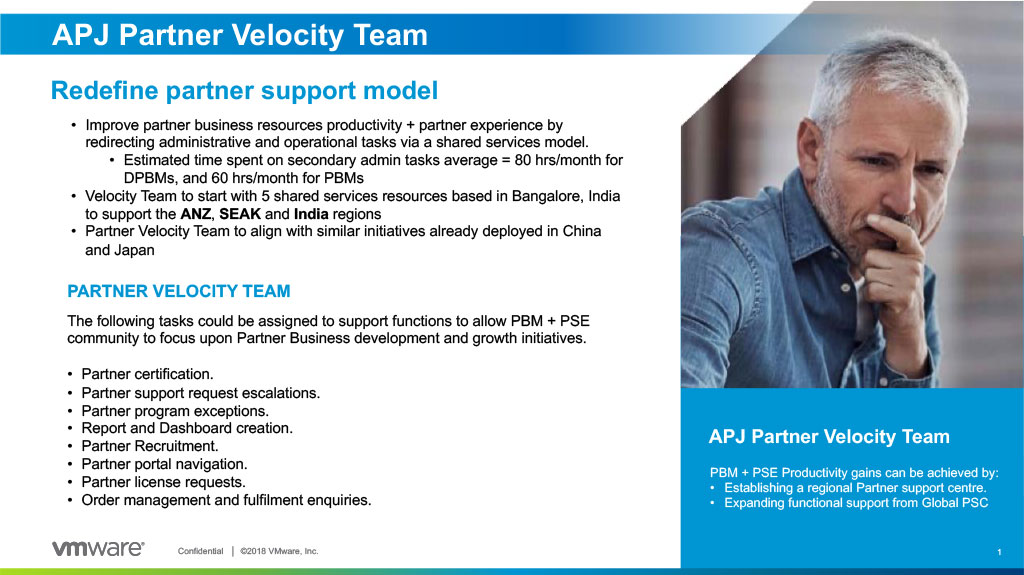 APJ Partner Velocity Team
Redefine partner support model
• Improve partner business resources productivity + partner experience by
redirecting administrative and operational tasks via a shared services model.
• Estimated time spent on secondary admin tasks average = 80 hrs/month for
DPBMs, and 60 hrs/month for PBMs
• Velocity Team to start with 5 shared services resources based in Bangalore, India
to support the ANZ, SEAK and India regions
• Partner Velocity Team to align with similar initiatives already deployed in China
and Japan
PARTNER VELOCITY TEAM
The following tasks could be assigned to support functions to allow PBM + PSE
community to focus upon Partner Business development and growth initiatives.
• Partner certification.
• Partner support request escalations.
• Partner program exceptions.
• Report and Dashboard creation.
• Partner Recruitment.
• Partner portal navigation.
• Partner license requests.
• Order management and fulfilment enquiries.
APJ Partner Velocity Team
PBM + PSE Productivity gains can be achieved by:
• Establishing a regional Partner support centre.
• Expanding functional support from Global PSC
vmware®
Confidential | ©2018 VMware, Inc.
1